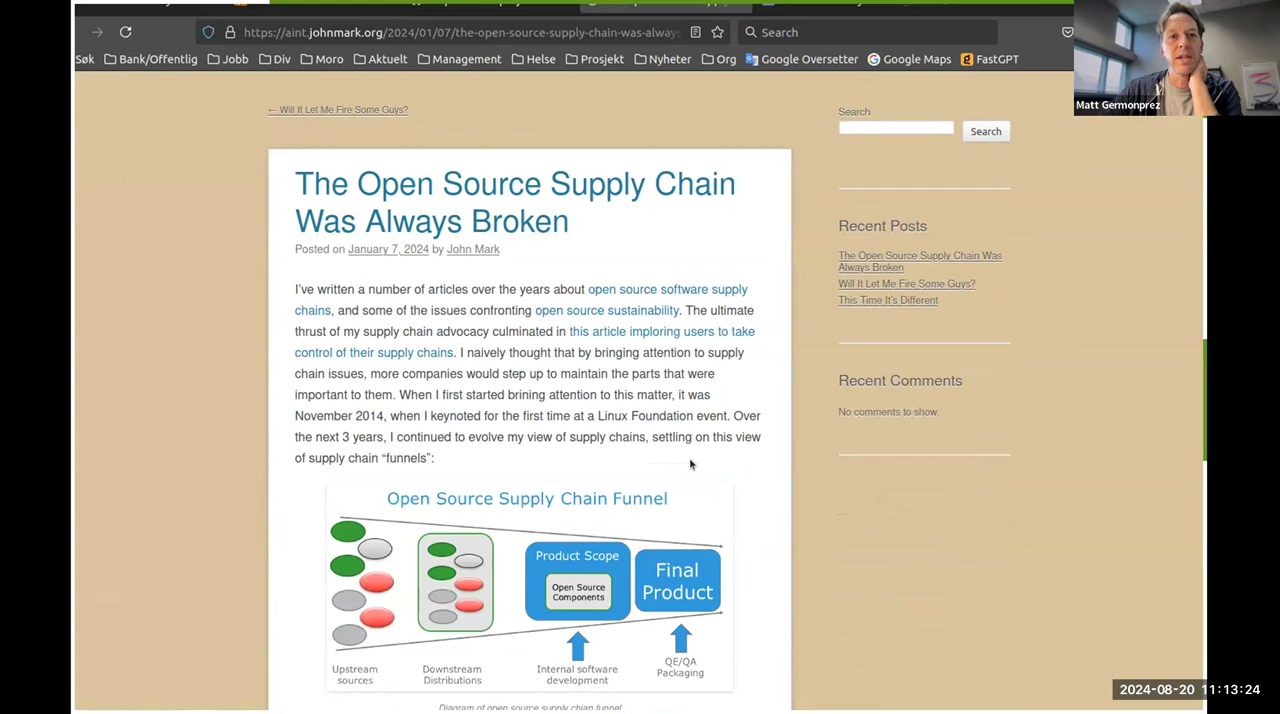 https://aint.johnmark.org/2024/01/07/the-open-source-supply-chain-was-always
Search
Søk Bank/Offentlig Jobb Div Moro Aktuelt Management Helse Prosjekt Nyheter Org Google Oversetter Google Maps FastGPT
Matt Germonprez
← Will It Let Me Fire Some Guys?
Search
Search
The Open Source Supply Chain
Was Always Broken
Posted on January 7, 2024 by John Mark
I've written a number of articles over the years about open source software supply
chains, and some of the issues confronting open source sustainability. The ultimate
thrust of my supply chain advocacy culminated in this article imploring users to take
control of their supply chains. I naively thought that by bringing attention to supply
chain issues, more companies would step up to maintain the parts that were
important to them. When I first started brining attention to this matter, it was
November 2014, when I keynoted for the first time at a Linux Foundation event. Over
the next 3 years, I continued to evolve my view of supply chains, settling on this view
of supply chain “funnels”:
Open Source Supply Chain Funnel
Product Scope
Open Source
Components
Final
Product
Upstream
sources
Downstream
Distributions
Internal software
development
QE/QA
Packaging
Diagram of open source supply chian funnel
Recent Posts
The Open Source Supply Chain Was
Always Broken
Will It Let Me Fire Some Guys?
This Time It's Different
Recent Comments
No comments to show.
2024-08-20 11:13:24